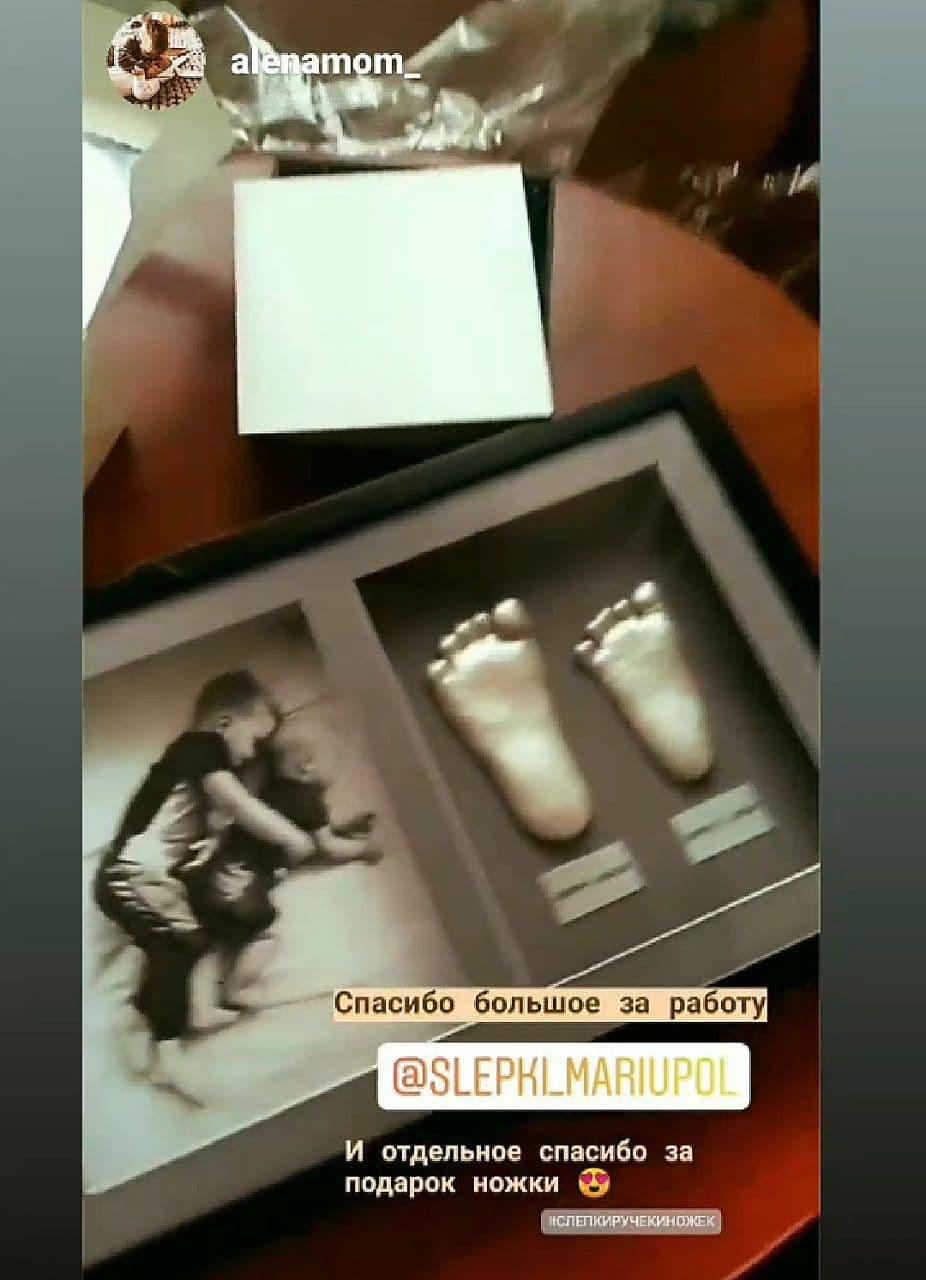 alenamom_
Спасибо большое за работу
@SLEPKI_MARIUPOL
И отдельное спасибо за
подарок ножки 😍
#СЛЕПКИРУЧЕКИНОЖЕК